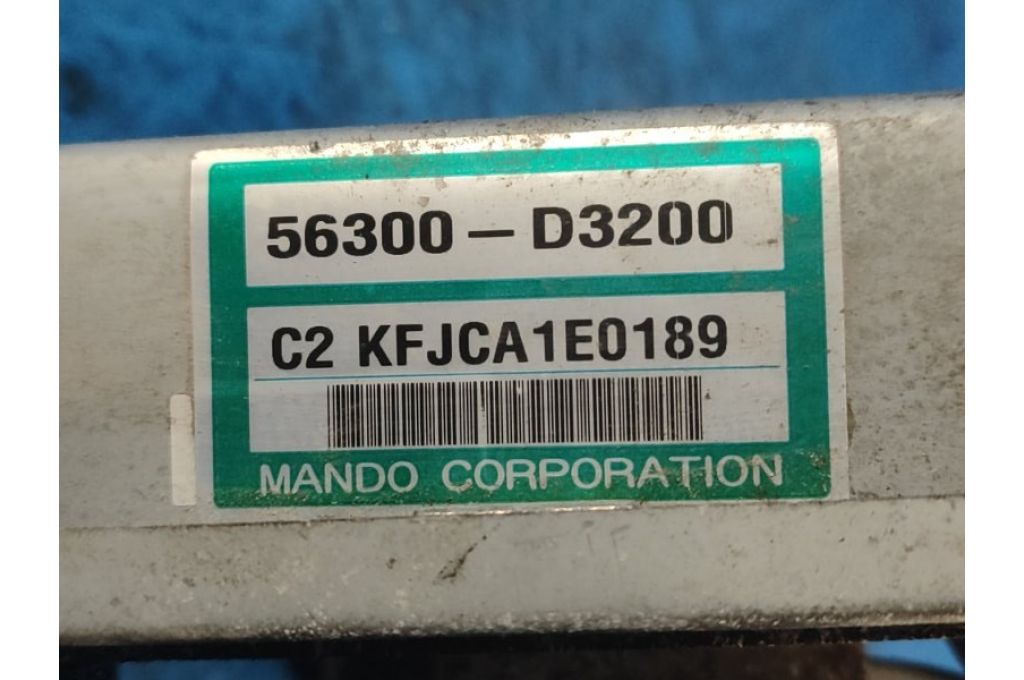 56300-D3200
C2 KFJCA1E0189
MANDO CORPORATION